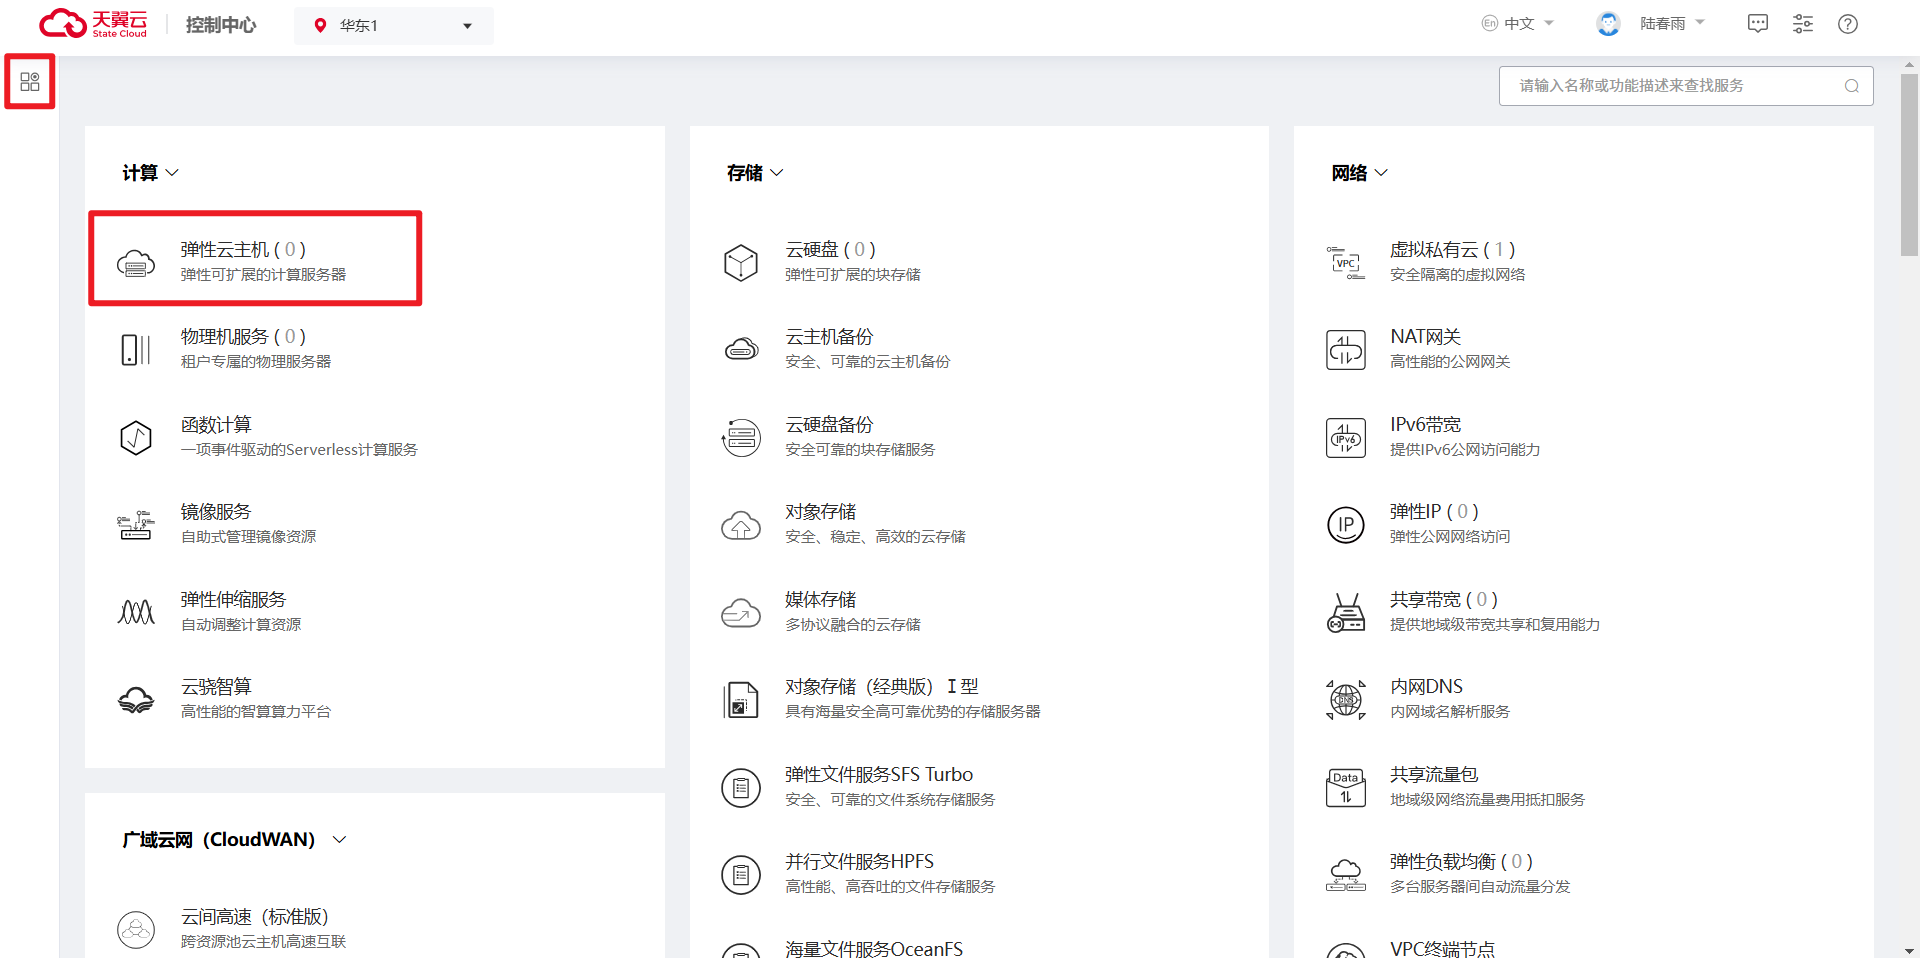 天翼云
State Cloud
控制中心
华东1
En 中文
陆春雨
请输入名称或功能描述来查找服务
计算
弹性云主机 ( 0 )
弹性可扩展的计算服务器
物理机服务 ( 0 )
租户专属的物理服务器
函数计算
一项事件驱动的Serverless计算服务
镜像服务
自助式管理镜像资源
弹性伸缩服务
自动调整计算资源
云骁智算
高性能的智算算力平台
广域云网（CloudWAN）
云间高速（标准版）
跨资源池云主机高速互联
存储
云硬盘 ( 0 )
弹性可扩展的块存储
云主机备份
安全、可靠的云主机备份
云硬盘备份
安全可靠的块存储服务
对象存储
安全、稳定、高效的云存储
媒体存储
多协议融合的云存储
对象存储（经典版）Ｉ型
具有海量安全高可靠优势的存储服务器
弹性文件服务SFS Turbo
安全、可靠的文件系统存储服务
并行文件服务HPFS
高性能、高吞吐的文件存储服务
海量文件服务OceanFS
网络
VPC
虚拟私有云 ( 1 )
安全隔离的虚拟网络
NAT网关
高性能的公网网关
IPv6
IPv6带宽
提供IPv6公网访问能力
IP
弹性IP ( 0 )
弹性公网网络访问
共享带宽 ( 0 )
提供地域级带宽共享和复用能力
DNS
内网DNS
内网域名解析服务
Data
共享流量包
地域级网络流量费用抵扣服务
弹性负载均衡 ( 0 )
多台服务器间自动流量分发
VPC终端节点